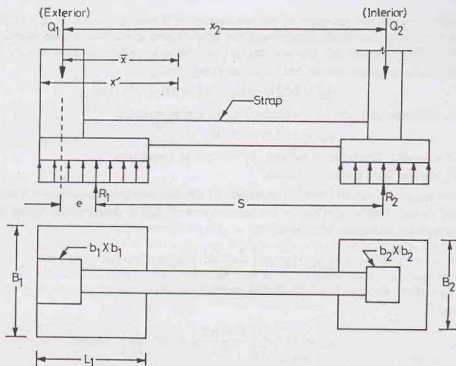 (Exterior) x₂ (Interior)
Q₁ Q₂
x̄
x′
Strap
R₁ R₂
e S
b₁ X b₁ b₂ X b₂
B₁ B₂
L₁